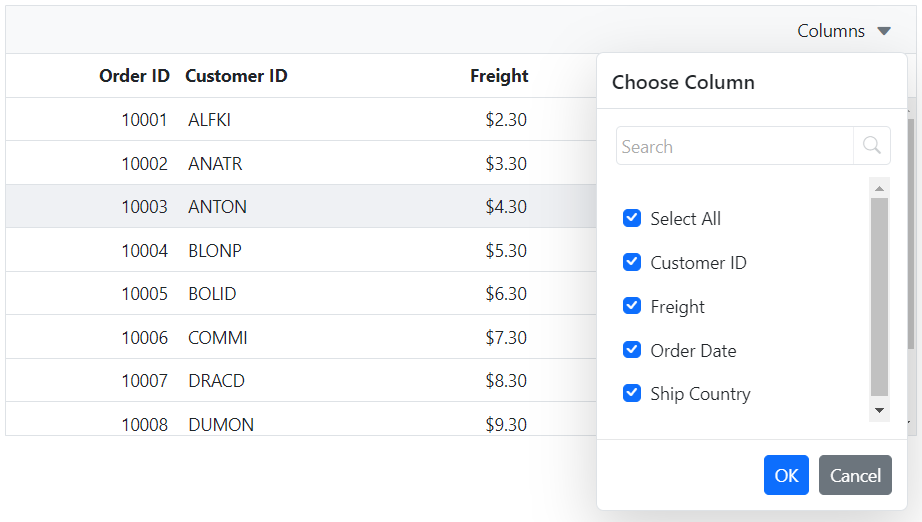 Columns
Order ID Customer ID Freight
10001 ALFKI $2.30
10002 ANATR $3.30
10003 ANTON $4.30
10004 BLONP $5.30
10005 BOLID $6.30
10006 COMMI $7.30
10007 DRACD $8.30
10008 DUMON $9.30
Choose Column
Search
Select All
Customer ID
Freight
Order Date
Ship Country
OK Cancel